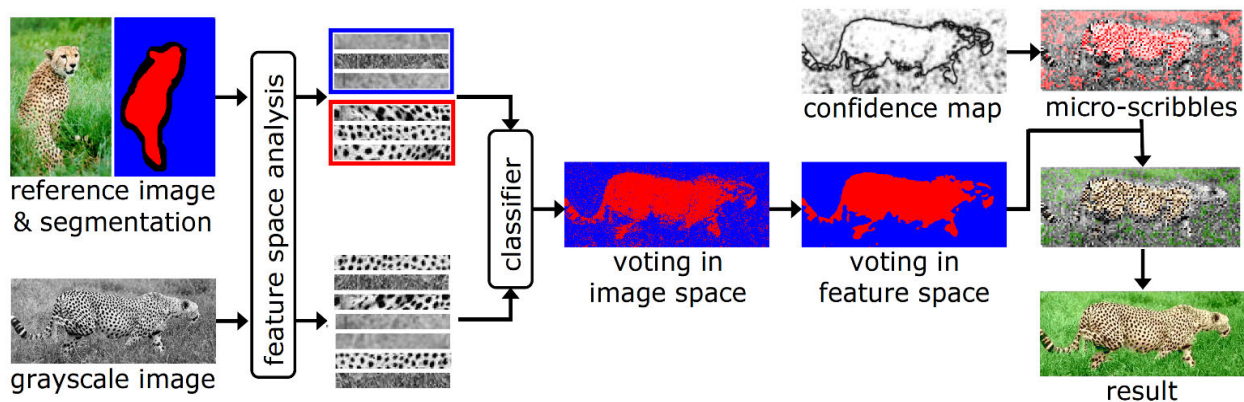 reference image
& segmentation
grayscale image
feature space analysis
classifier
voting in
image space
voting in
feature space
confidence map
micro-scribbles
result